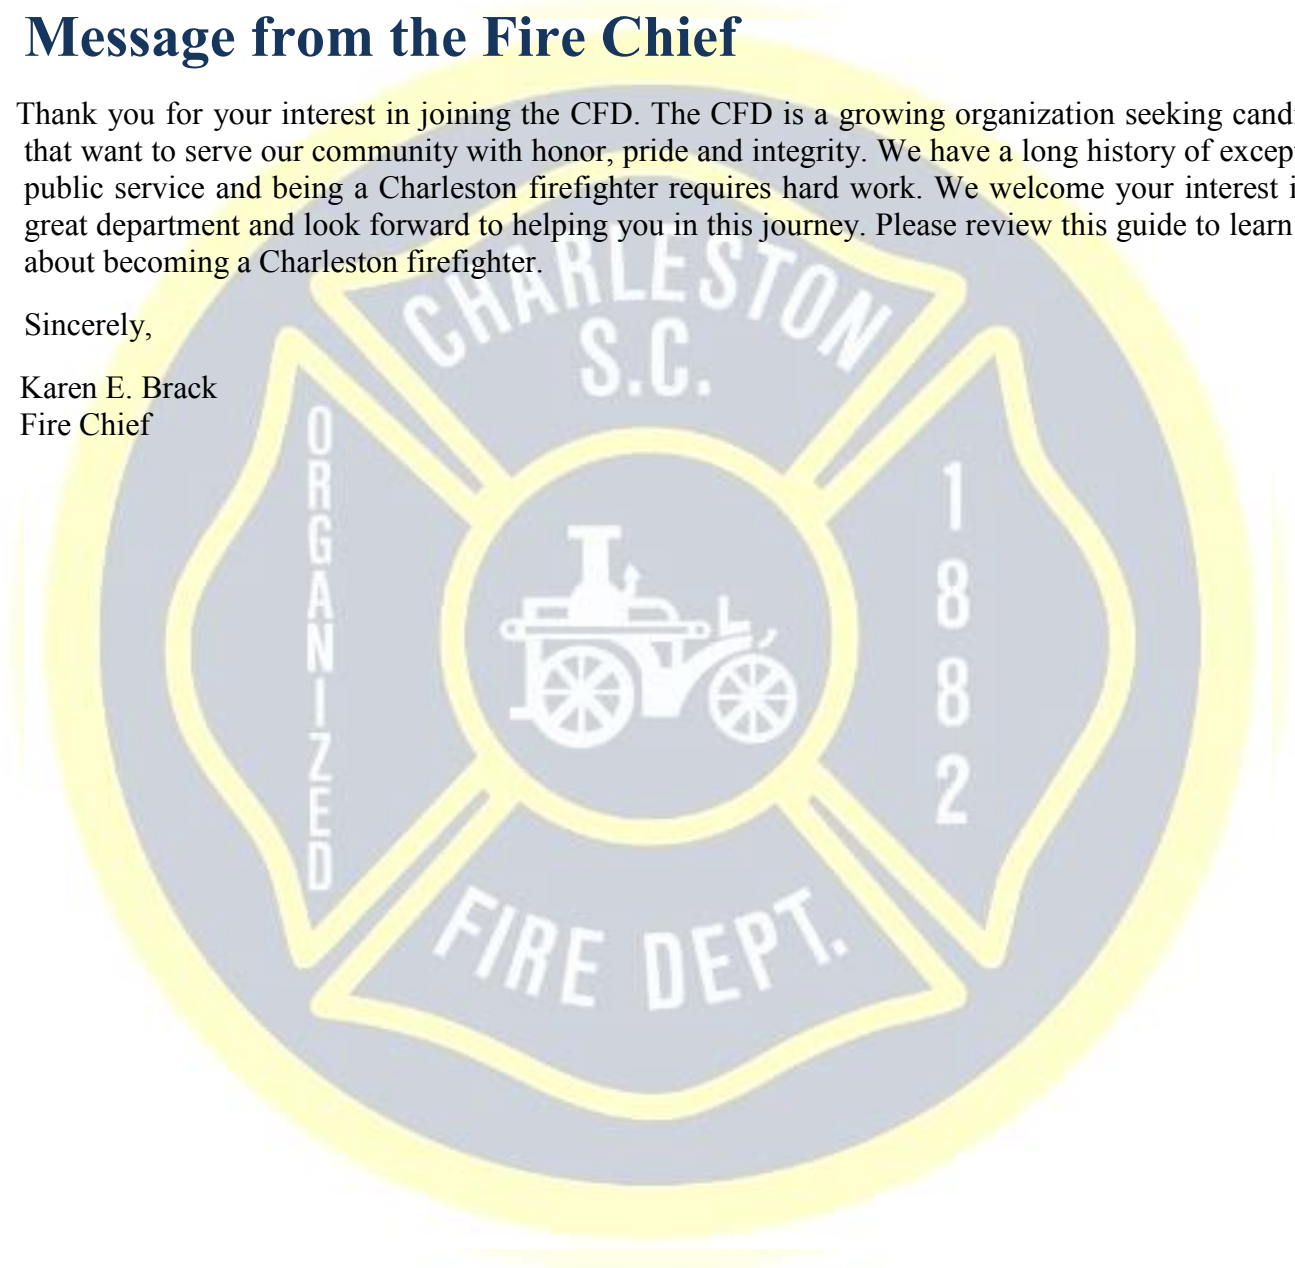 Message from the Fire Chief
Thank you for your interest in joining the CFD. The CFD is a growing organization seeking candi
that want to serve our community with honor, pride and integrity. We have a long history of excep
public service and being a Charleston firefighter requires hard work. We welcome your interest i
great department and look forward to helping you in this journey. Please review this guide to learn
about becoming a Charleston firefighter.
Sincerely,
Karen E. Brack
Fire Chief
CHARLESTON
S.C.
ORGANIZED
1882
FIRE DEPT.